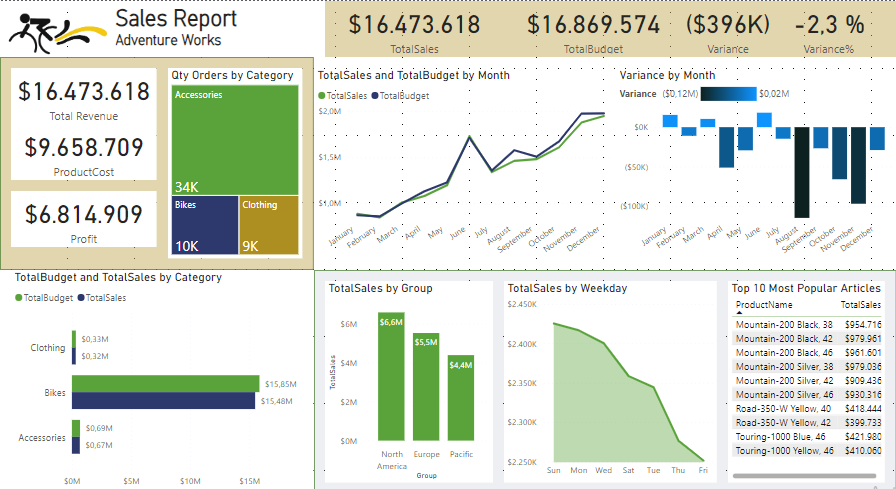 Sales Report
Adventure Works
$16.473.618
TotalSales
$16.869.574
TotalBudget
($396K)
Variance
-2,3 %
Variance%
$16.473.618
Total Revenue
$9.658.709
ProductCost
$6.814.909
Profit
Qty Orders by Category
Accessories
34K
Bikes
10K
Clothing
9K
TotalSales and TotalBudget by Month
TotalSales TotalBudget
$2,0M
$1,5M
$1,0M
January February March April May June July August September October November December
Variance by Month
Variance ($0,12M) $0,02M
$0K
($50K)
($100K)
January February March April May June July August September October November December
TotalBudget and TotalSales by Category
TotalBudget TotalSales
Clothing
$0,33M
$0,32M
Bikes
$15,85M
$15,48M
Accessories
$0,69M
$0,67M
$0M $5M $10M $15M
TotalSales by Group
TotalSales
$6M
$4M
$2M
$0M
$6,6M
$5,5M
$4,4M
North America
Europe
Pacific
Group
TotalSales by Weekday
$2.450K
$2.400K
$2.350K
$2.300K
$2.250K
Sun Mon Wed Sat Tue Thu Fri
Top 10 Most Popular Articles
ProductName TotalSales
Mountain-200 Black, 38 $954.716
Mountain-200 Black, 42 $979.961
Mountain-200 Black, 46 $961.601
Mountain-200 Silver, 38 $979.036
Mountain-200 Silver, 42 $909.436
Mountain-200 Silver, 46 $930.316
Road-350-W Yellow, 40 $418.444
Road-350-W Yellow, 42 $399.733
Touring-1000 Blue, 46 $421.980
Touring-1000 Yellow, 46 $410.060